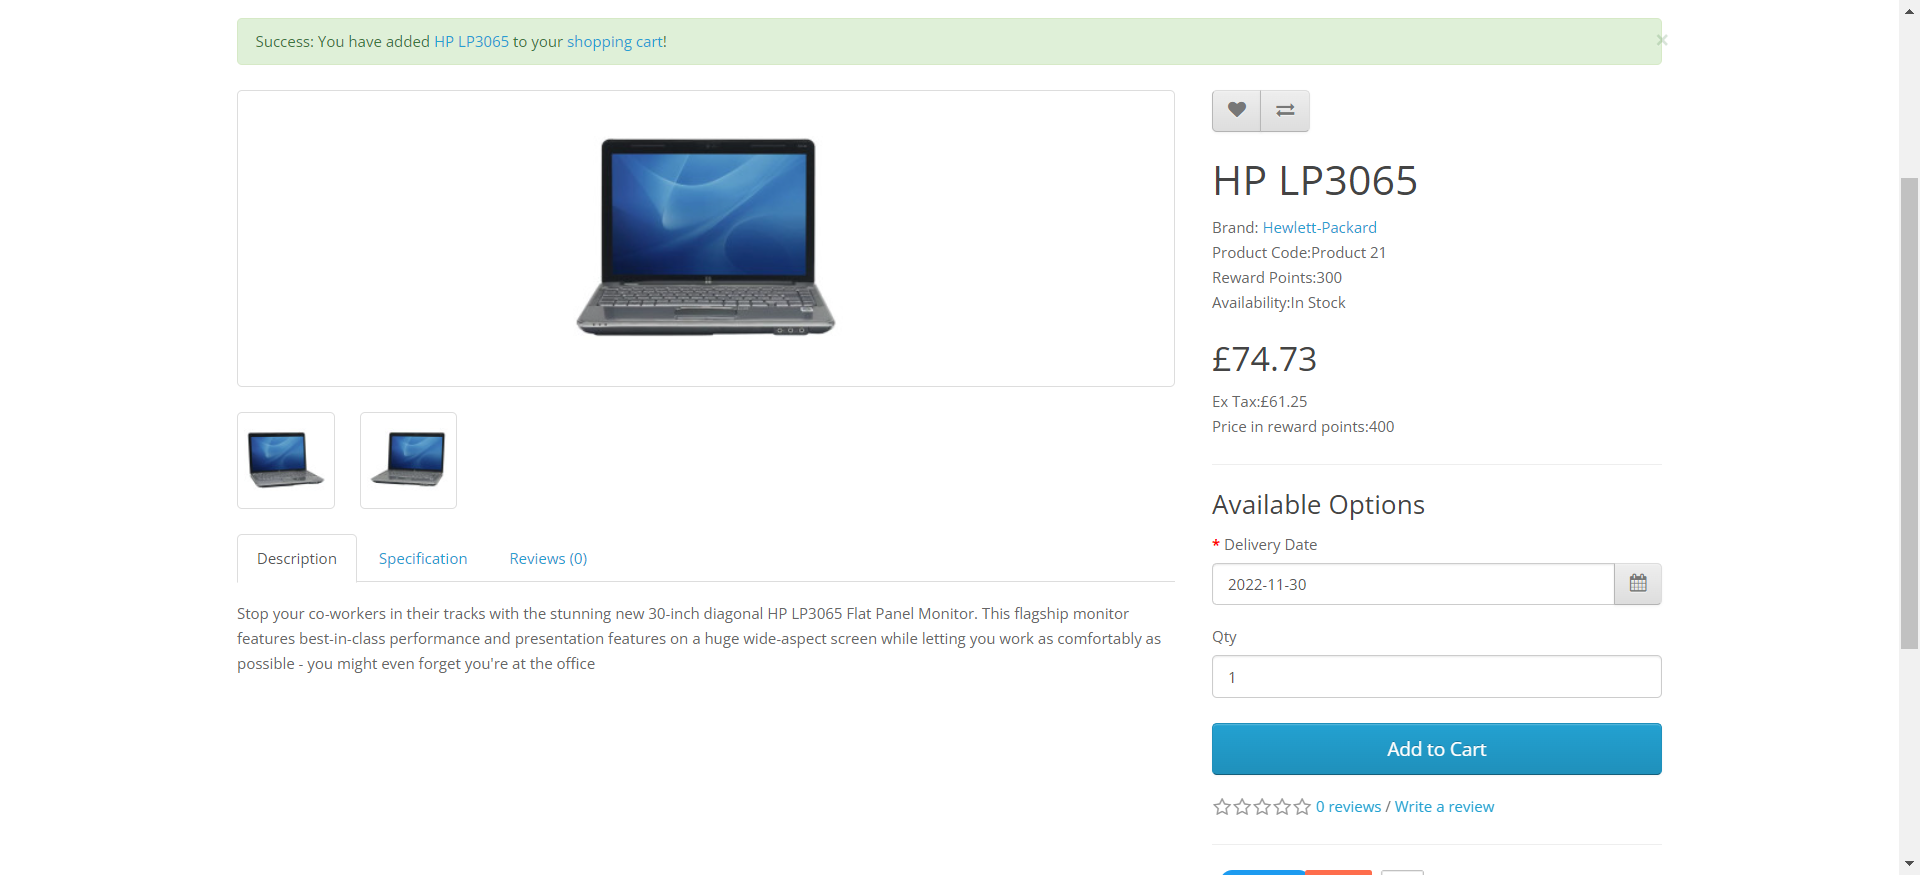 Success: You have added HP LP3065 to your shopping cart!
×
HP LP3065
Brand: Hewlett-Packard
Product Code:Product 21
Reward Points:300
Availability:In Stock
£74.73
Ex Tax:£61.25
Price in reward points:400
Available Options
* Delivery Date
2022-11-30
Qty
1
Add to Cart
0 reviews / Write a review
Description Specification Reviews (0)
Stop your co-workers in their tracks with the stunning new 30-inch diagonal HP LP3065 Flat Panel Monitor. This flagship monitor
features best-in-class performance and presentation features on a huge wide-aspect screen while letting you work as comfortably as
possible - you might even forget you're at the office